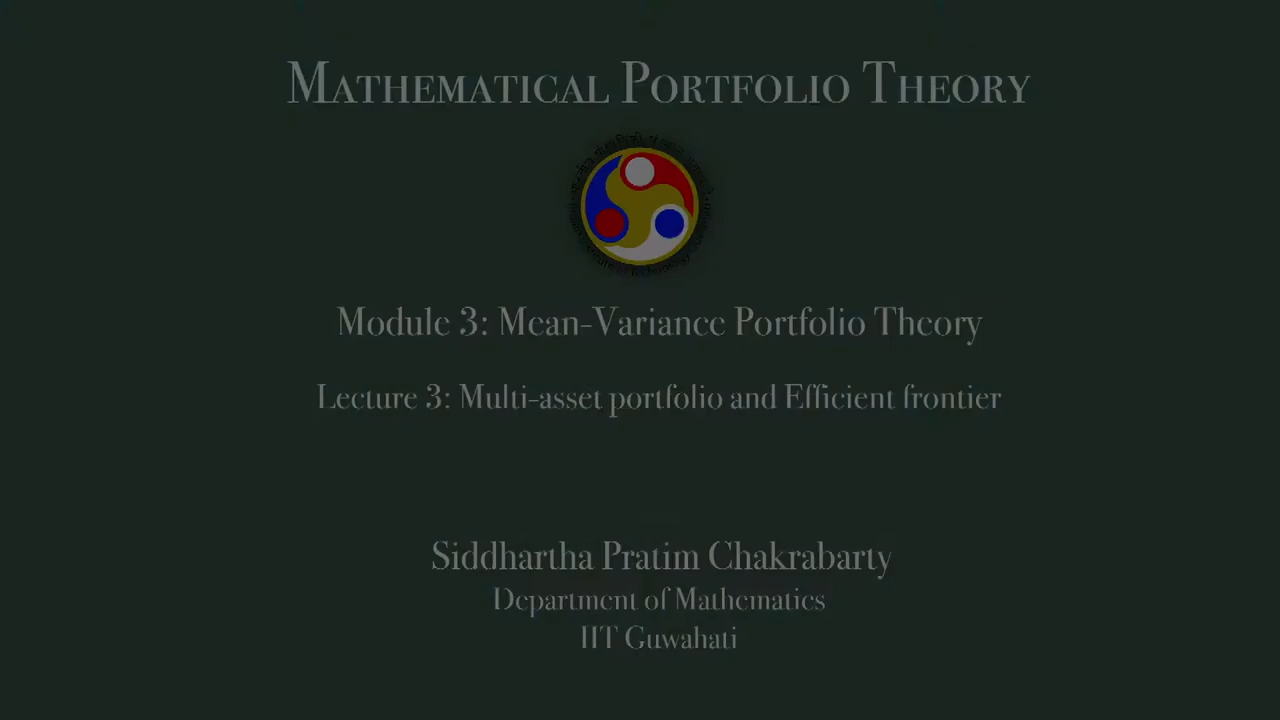 MATHEMATICAL PORTFOLIO THEORY
Module 3: Mean-Variance Portfolio Theory
Lecture 3: Multi-asset portfolio and Efficient frontier
Siddhartha Pratim Chakrabarty
Department of Mathematics
IIT Guwahati